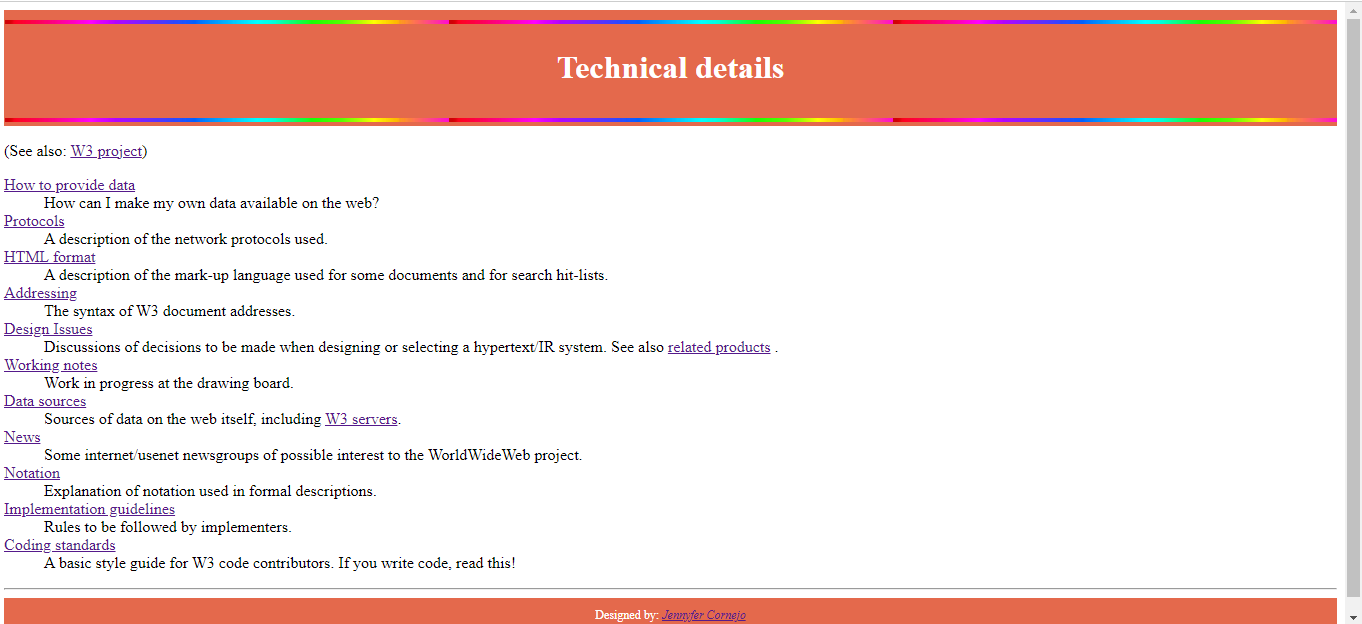 Technical details
(See also: W3 project)
How to provide data
How can I make my own data available on the web?
Protocols
A description of the network protocols used.
HTML format
A description of the mark-up language used for some documents and for search hit-lists.
Addressing
The syntax of W3 document addresses.
Design Issues
Discussions of decisions to be made when designing or selecting a hypertext/IR system. See also related products .
Working notes
Work in progress at the drawing board.
Data sources
Sources of data on the web itself, including W3 servers.
News
Some internet/usenet newsgroups of possible interest to the WorldWideWeb project.
Notation
Explanation of notation used in formal descriptions.
Implementation guidelines
Rules to be followed by implementers.
Coding standards
A basic style guide for W3 code contributors. If you write code, read this!
Designed by: Jennyfer Cornejo